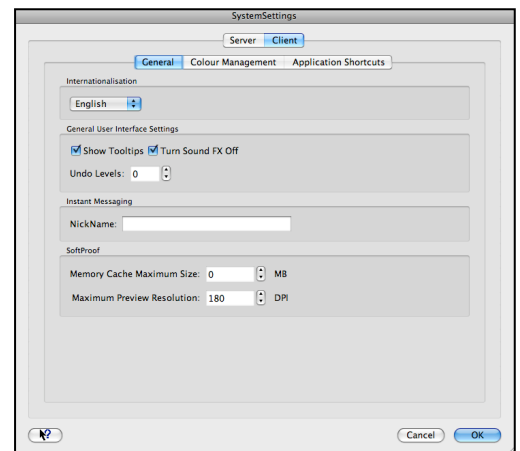 SystemSettings
Server Client
General Colour Management Application Shortcuts
Internationalisation
English
General User Interface Settings
Show Tooltips Turn Sound FX Off
Undo Levels: 0
Instant Messaging
NickName:
SoftProof
Memory Cache Maximum Size: 0 MB
Maximum Preview Resolution: 180 DPI
? Cancel OK